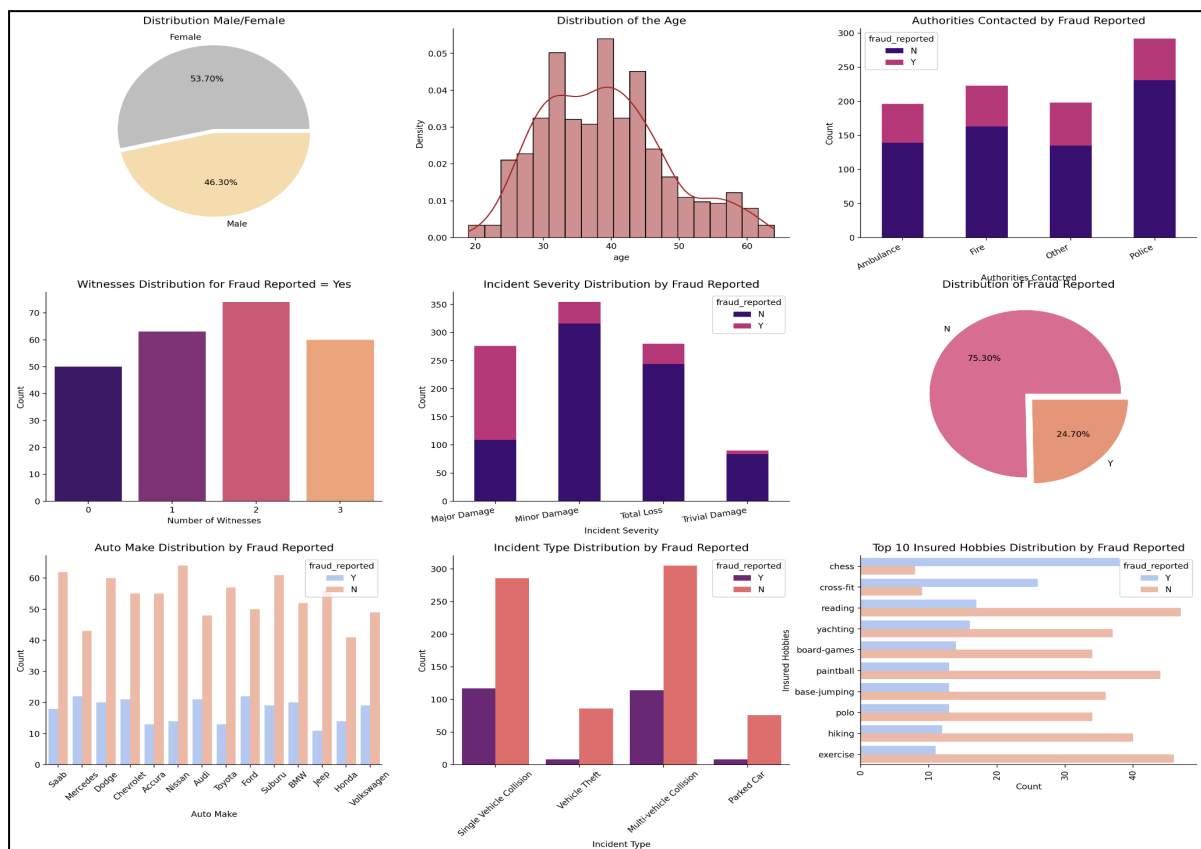 Distribution Male/Female
Female
53.70%
46.30%
Male
Distribution of the Age
0.05
0.04
0.03
0.02
0.01
0.00
Density
20 30 40 50 60
age
Authorities Contacted by Fraud Reported
fraud_reported
N
Y
300
250
200
150
100
50
0
Count
Ambulance Fire Other Police
Authorities Contacted
Witnesses Distribution for Fraud Reported = Yes
70
60
50
40
30
20
10
0
Count
0 1 2 3
Number of Witnesses
Incident Severity Distribution by Fraud Reported
fraud_reported
N
Y
350
300
250
200
150
100
50
0
Count
Major Damage Minor Damage Total Loss Trivial Damage
Incident Severity
Distribution of Fraud Reported
N
75.30%
24.70%
Y
Auto Make Distribution by Fraud Reported
fraud_reported
Y
N
60
50
40
30
20
10
0
Count
Saab Mercedes Dodge Chevrolet Accura Nissan Audi Toyota Ford Suburu BMW Jeep Honda Volkswagen
Auto Make
Incident Type Distribution by Fraud Reported
fraud_reported
Y
N
300
250
200
150
100
50
0
Count
Single Vehicle Collision Vehicle Theft Multi-vehicle Collision Parked Car
Incident Type
Top 10 Insured Hobbies Distribution by Fraud Reported
fraud_reported
Y
N
chess
cross-fit
reading
yachting
board-games
paintball
base-jumping
polo
hiking
exercise
Insured Hobbies
0 10 20 30 40
Count